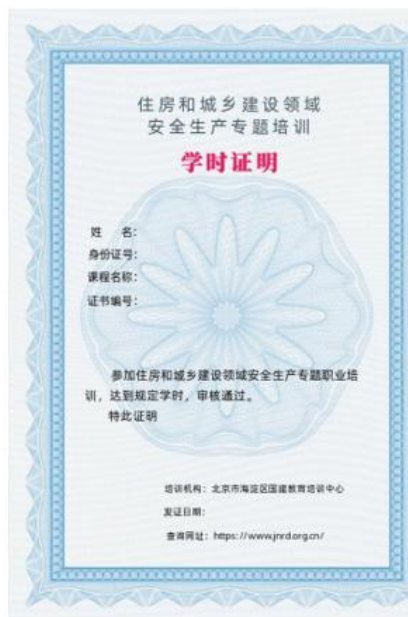 住房和城乡建设领域
安全生产专题培训
学时证明
姓 名:
身份证号:
课程名称:
证书编号:
参加住房和城乡建设领域安全生产专题职业培
训，达到规定学时，审核通过。
特此证明
培训机构：北京市海淀区国建教育培训中心
发证日期:
查询网址：https://www.jnrd.org.cn/